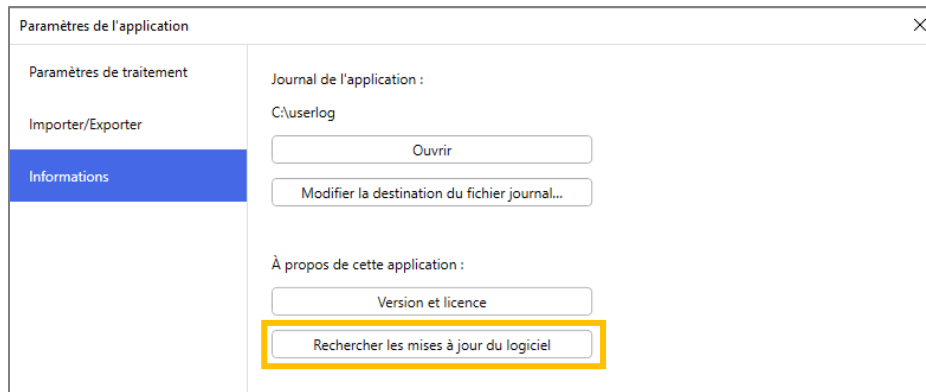 Paramètres de l'application
Paramètres de traitement
Importer/Exporter
Informations
Journal de l'application :
C:\userlog
Ouvrir
Modifier la destination du fichier journal...
À propos de cette application :
Version et licence
Rechercher les mises à jour du logiciel